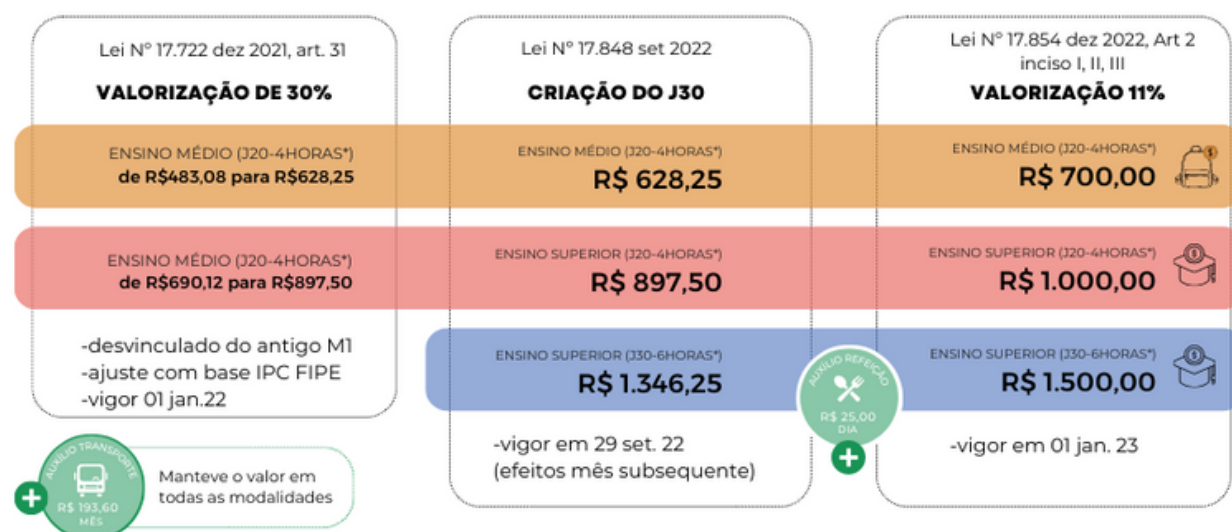 Lei Nº 17.722 dez 2021, art. 31
VALORIZAÇÃO DE 30%
ENSINO MÉDIO (J20-4HORAS*)
de R$483,08 para R$628,25
ENSINO MÉDIO (J20-4HORAS*)
de R$690,12 para R$897,50
-desvinculado do antigo M1
-ajuste com base IPC FIPE
-vigor 01 jan.22
AUXÍLIO TRANSPORTE
R$ 193,60
MÊS
Manteve o valor em
todas as modalidades
Lei Nº 17.848 set 2022
CRIAÇÃO DO J30
ENSINO MÉDIO (J20-4HORAS*)
R$ 628,25
ENSINO SUPERIOR (J20-4HORAS*)
R$ 897,50
ENSINO SUPERIOR (J30-6HORAS*)
R$ 1.346,25
-vigor em 29 set. 22
(efeitos mês subsequente)
AUXÍLIO REFEIÇÃO
R$ 25,00
DIA
Lei Nº 17.854 dez 2022, Art 2
inciso I, II, III
VALORIZAÇÃO 11%
ENSINO MÉDIO (J20-4HORAS*)
R$ 700,00
ENSINO SUPERIOR (J20-4HORAS*)
R$ 1.000,00
ENSINO SUPERIOR (J30-6HORAS*)
R$ 1.500,00
-vigor em 01 jan. 23